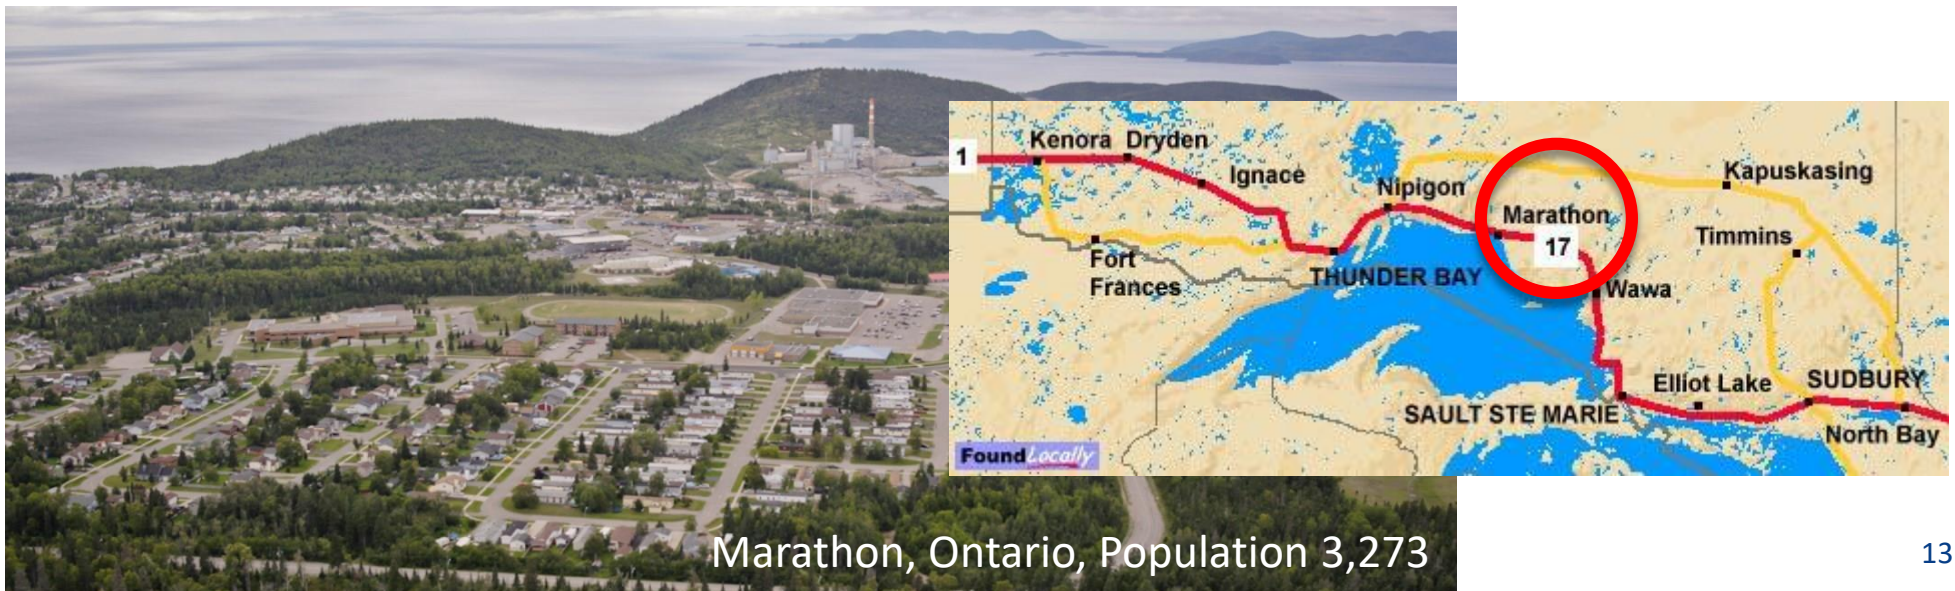 1
Kenora Dryden
Ignace
Nipigon
Kapuskasing
Marathon
17
Timmins
Fort
Frances
THUNDER BAY
Wawa
Elliot Lake
SUDBURY
SAULT STE MARIE
North Bay
FoundLocally
Marathon, Ontario, Population 3,273
13